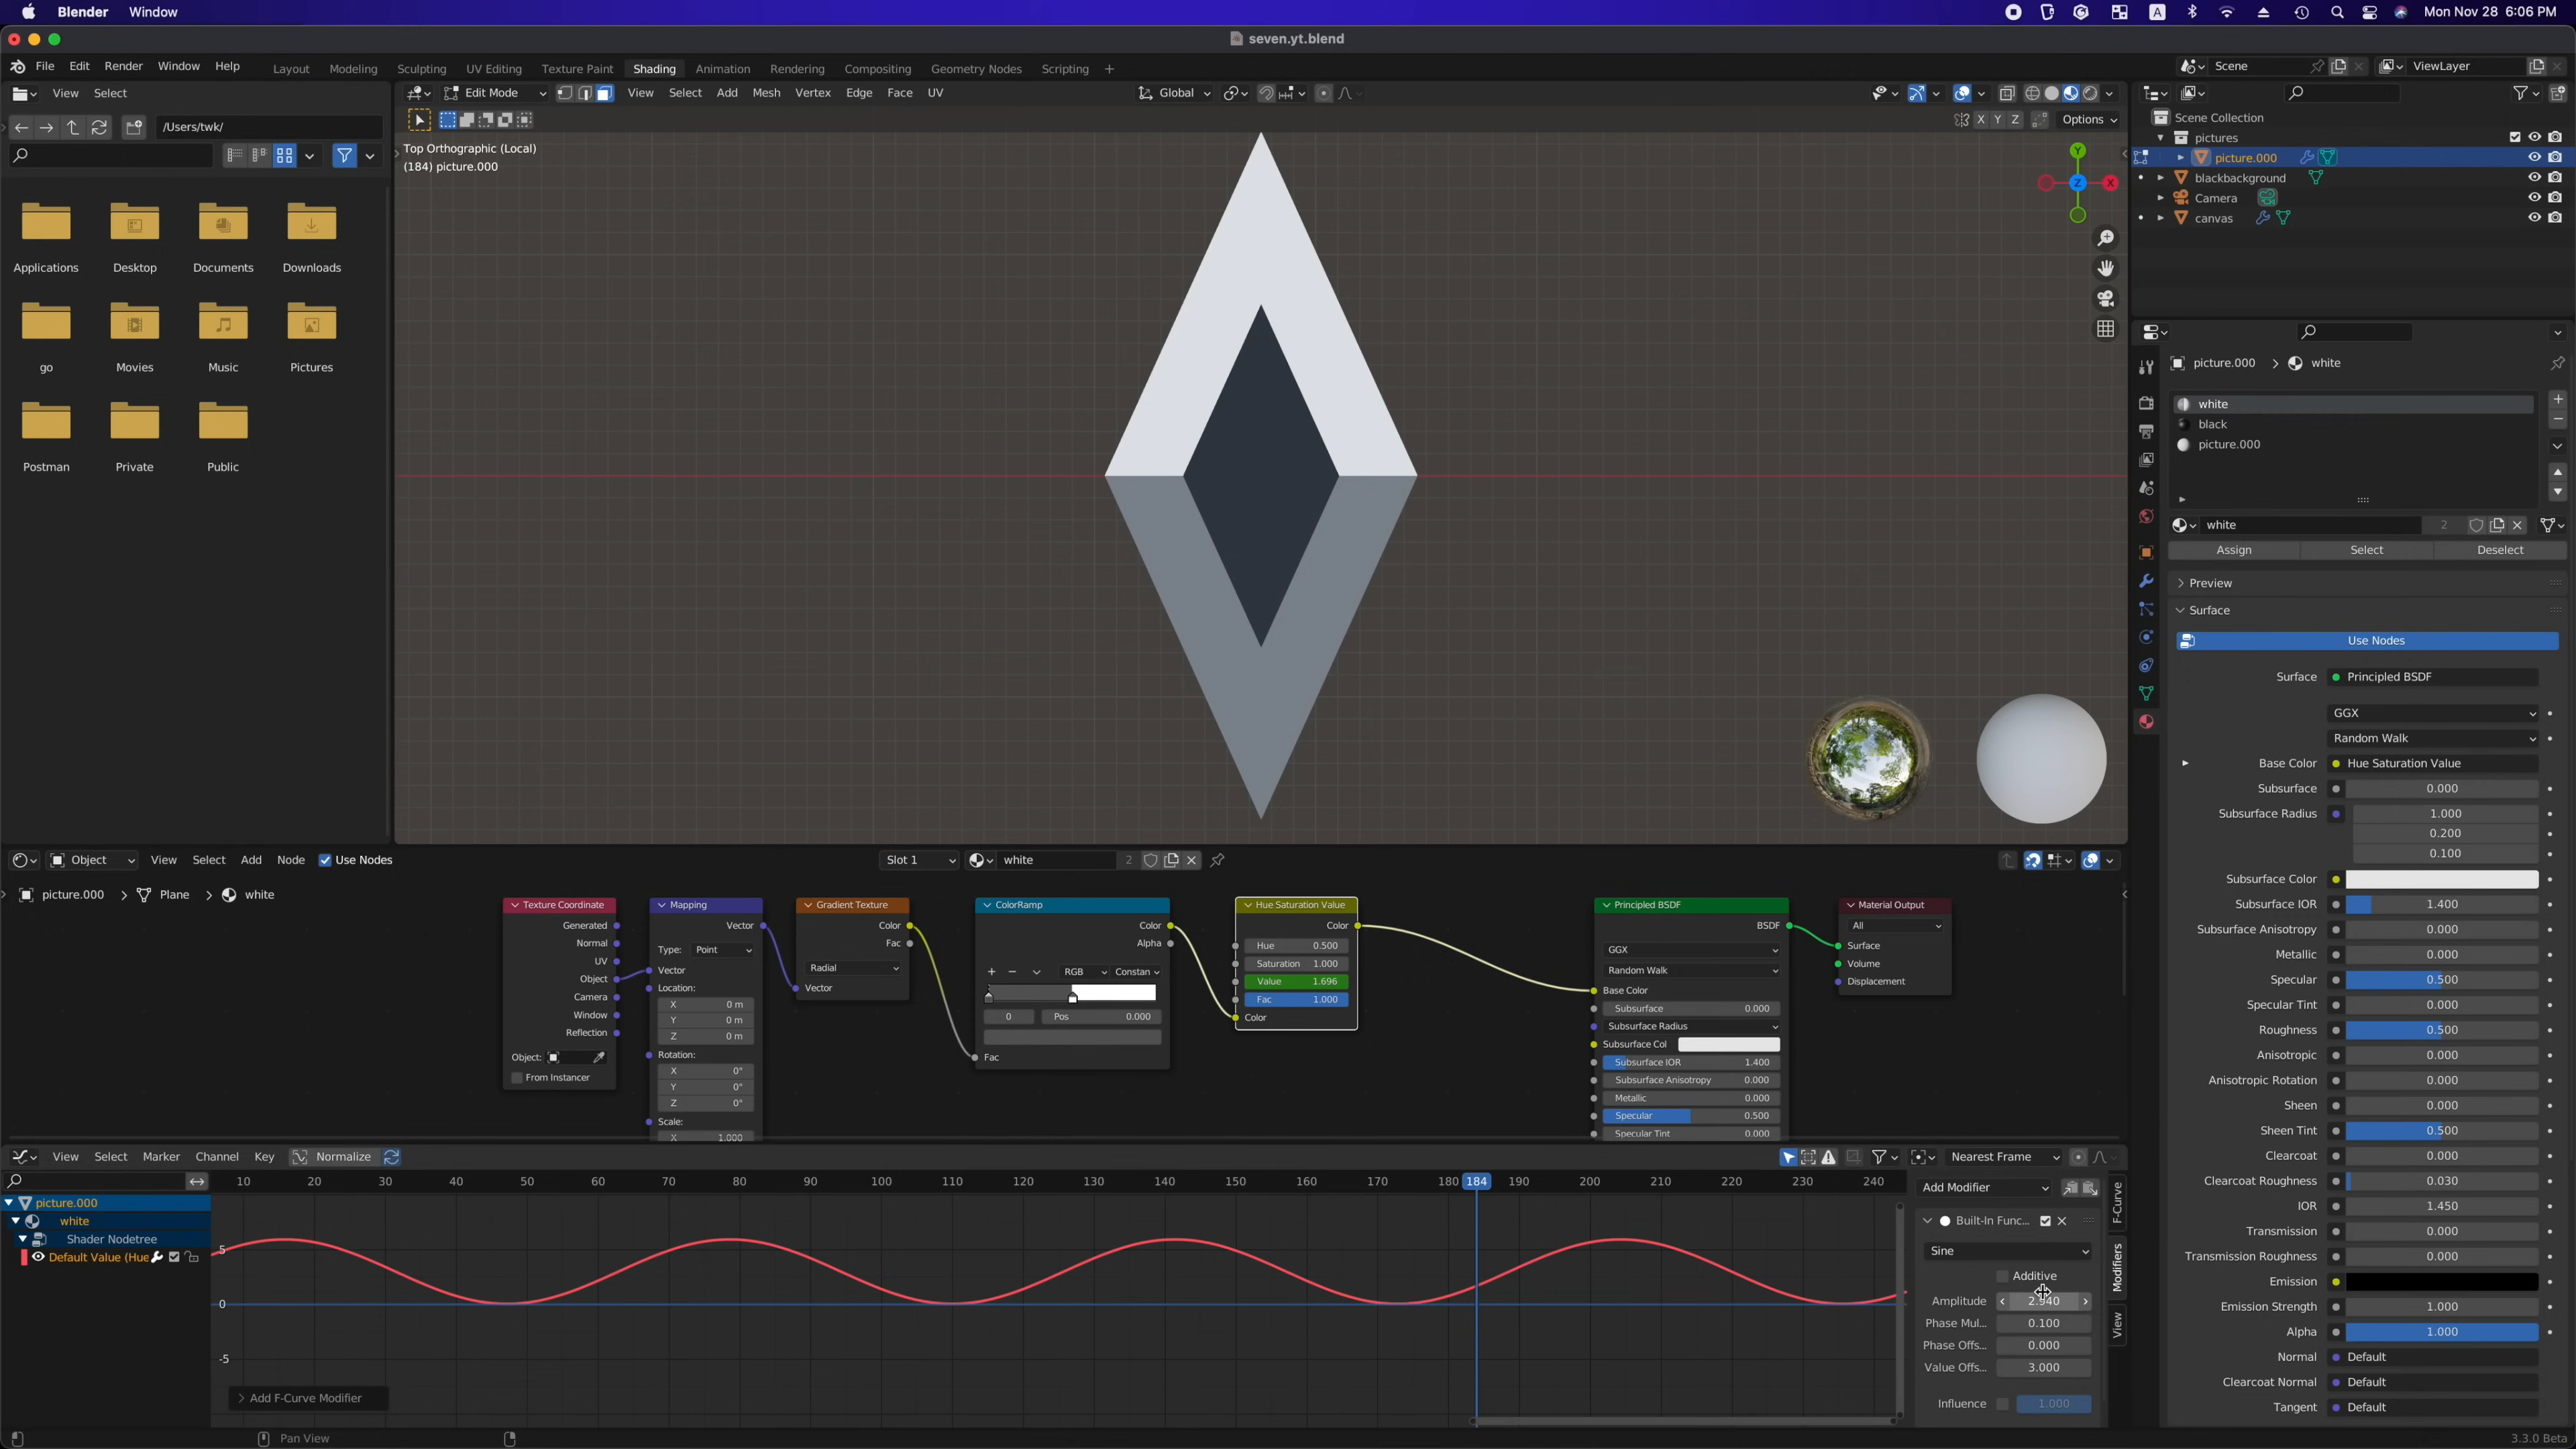 Blender Window Mon Nov 28 6:06 PM
seven.yt.blend
File Edit Render Window Help Layout Modeling Sculpting UV Editing Texture Paint Shading Animation Rendering Compositing Geometry Nodes Scripting + Scene ViewLayer
View Select
/Users/twk/
Applications Desktop Documents Downloads
go Movies Music Pictures
Postman Private Public
Edit Mode View Select Add Mesh Vertex Edge Face UV Global
X Y Z Options
Top Orthographic (Local)
(184) picture.000
Y
Z X
Scene Collection
pictures
picture.000
blackbackground
Camera
canvas
picture.000 > white
white
black
picture.000
white 2
Assign Select Deselect
Preview
Surface
Use Nodes
Surface Principled BSDF
GGX
Random Walk
Base Color Hue Saturation Value
Subsurface 0.000
Subsurface Radius 1.000
0.200
0.100
Subsurface Color
Subsurface IOR 1.400
Subsurface Anisotropy 0.000
Metallic 0.000
Specular 0.500
Specular Tint 0.000
Roughness 0.500
Anisotropic 0.000
Anisotropic Rotation 0.000
Sheen 0.000
Sheen Tint 0.500
Clearcoat 0.000
Clearcoat Roughness 0.030
IOR 1.450
Transmission 0.000
Transmission Roughness 0.000
Emission
Emission Strength 1.000
Alpha 1.000
Normal Default
Clearcoat Normal Default
Tangent Default
Object View Select Add Node Use Nodes Slot 1 white 2
picture.000 > Plane > white
Texture Coordinate
Generated
Normal
UV
Object
Camera
Window
Reflection
Object:
From Instancer
Mapping
Vector
Type: Point
Vector
Location:
X 0 m
Y 0 m
Z 0 m
Rotation:
X 0°
Y 0°
Z 0°
Scale:
X 1.000
Gradient Texture
Color
Fac
Radial
Vector
ColorRamp
Color
Alpha
+ − RGB Constan
0 Pos 0.000
Fac
Hue Saturation Value
Color
Hue 0.500
Saturation 1.000
Value 1.696
Fac 1.000
Color
Principled BSDF
BSDF
GGX
Random Walk
Base Color
Subsurface 0.000
Subsurface Radius
Subsurface Col
Subsurface IOR 1.400
Subsurface Anisotropy 0.000
Metallic 0.000
Specular 0.500
Specular Tint 0.000
Material Output
All
Surface
Volume
Displacement
View Select Marker Channel Key Normalize Nearest Frame
10 20 30 40 50 60 70 80 90 100 110 120 130 140 150 160 170 180 184 190 200 210 220 230 240
picture.000
white
Shader Nodetree
Default Value (Hue
5
0
-5
Add F-Curve Modifier
Add Modifier
Built-In Func...
Sine
Additive
Amplitude 2.940
Phase Mul... 0.100
Phase Offs... 0.000
Value Offs... 3.000
Influence 1.000
F-Curve
Modifiers
View
Pan View
3.3.0 Beta